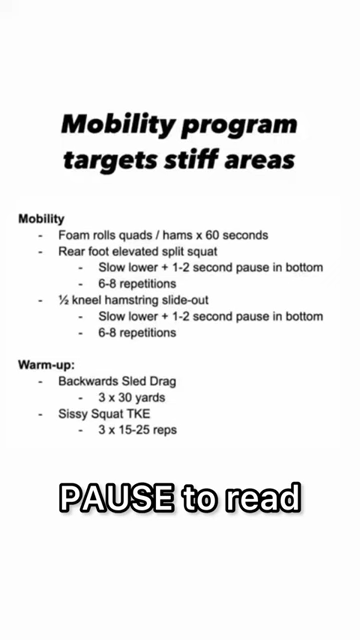 Mobility program
targets stiff areas
Mobility
- Foam rolls quads / hams x 60 seconds
- Rear foot elevated split squat
- Slow lower + 1-2 second pause in bottom
- 6-8 repetitions
- ½ kneel hamstring slide-out
- Slow lower + 1-2 second pause in bottom
- 6-8 repetitions
Warm-up:
- Backwards Sled Drag
- 3 x 30 yards
- Sissy Squat TKE
- 3 x 15-25 reps
PAUSE to read